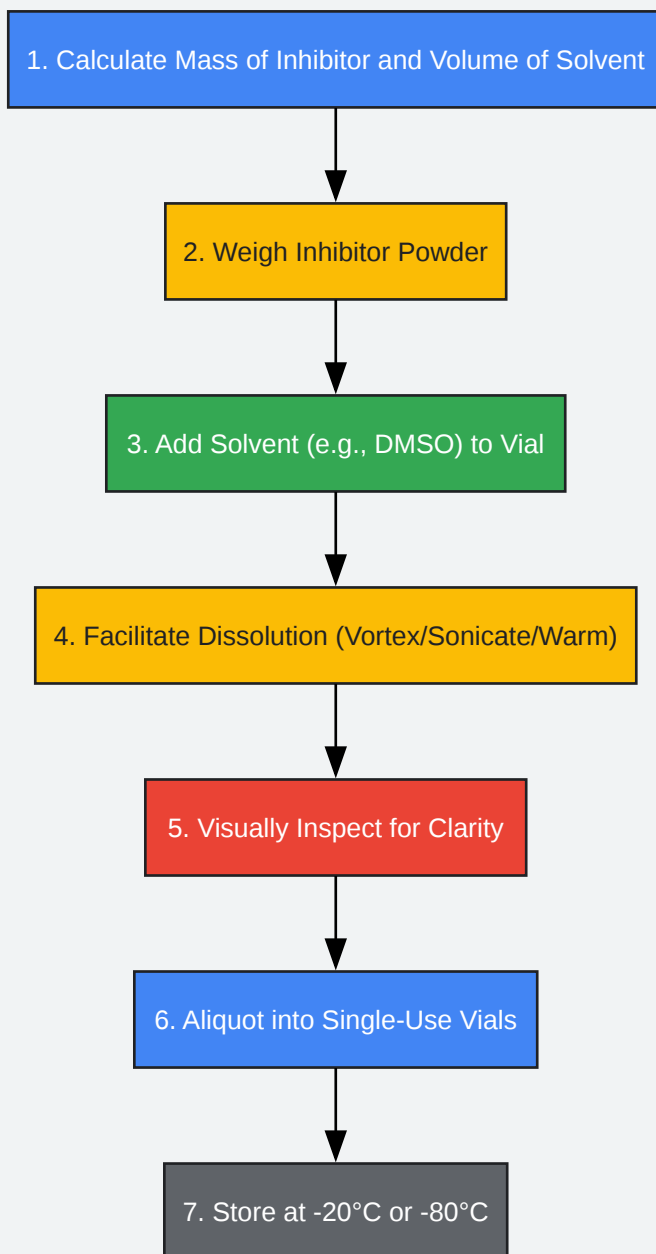 1. Calculate Mass of Inhibitor and Volume of Solvent
2. Weigh Inhibitor Powder
3. Add Solvent (e.g., DMSO) to Vial
4. Facilitate Dissolution (Vortex/Sonicate/Warm)
5. Visually Inspect for Clarity
6. Aliquot into Single-Use Vials
7. Store at -20°C or -80°C